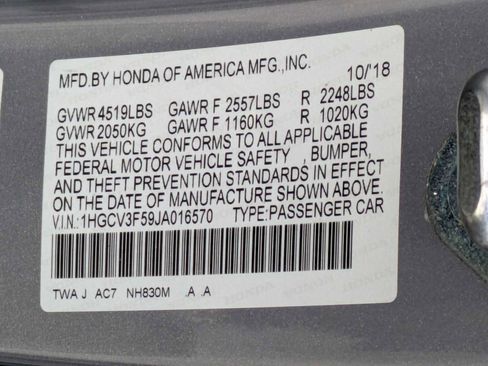 MFD.BY HONDA OF AMERICA MFG.,INC. 10/'18
GVWR 4519LBS GAWR F 2557LBS R 2248LBS
GVWR 2050KG GAWR F 1160KG R 1020KG
THIS VEHICLE CONFORMS TO ALL APPLICABLE
FEDERAL MOTOR VEHICLE SAFETY , BUMPER,
AND THEFT PREVENTION STANDARDS IN EFFECT
ON THE DATE OF MANUFACTURE SHOWN ABOVE.
V.I.N.: 1HGCV3F59JA016570 TYPE:PASSENGER CAR
TWA J AC7 NH830M .A .A